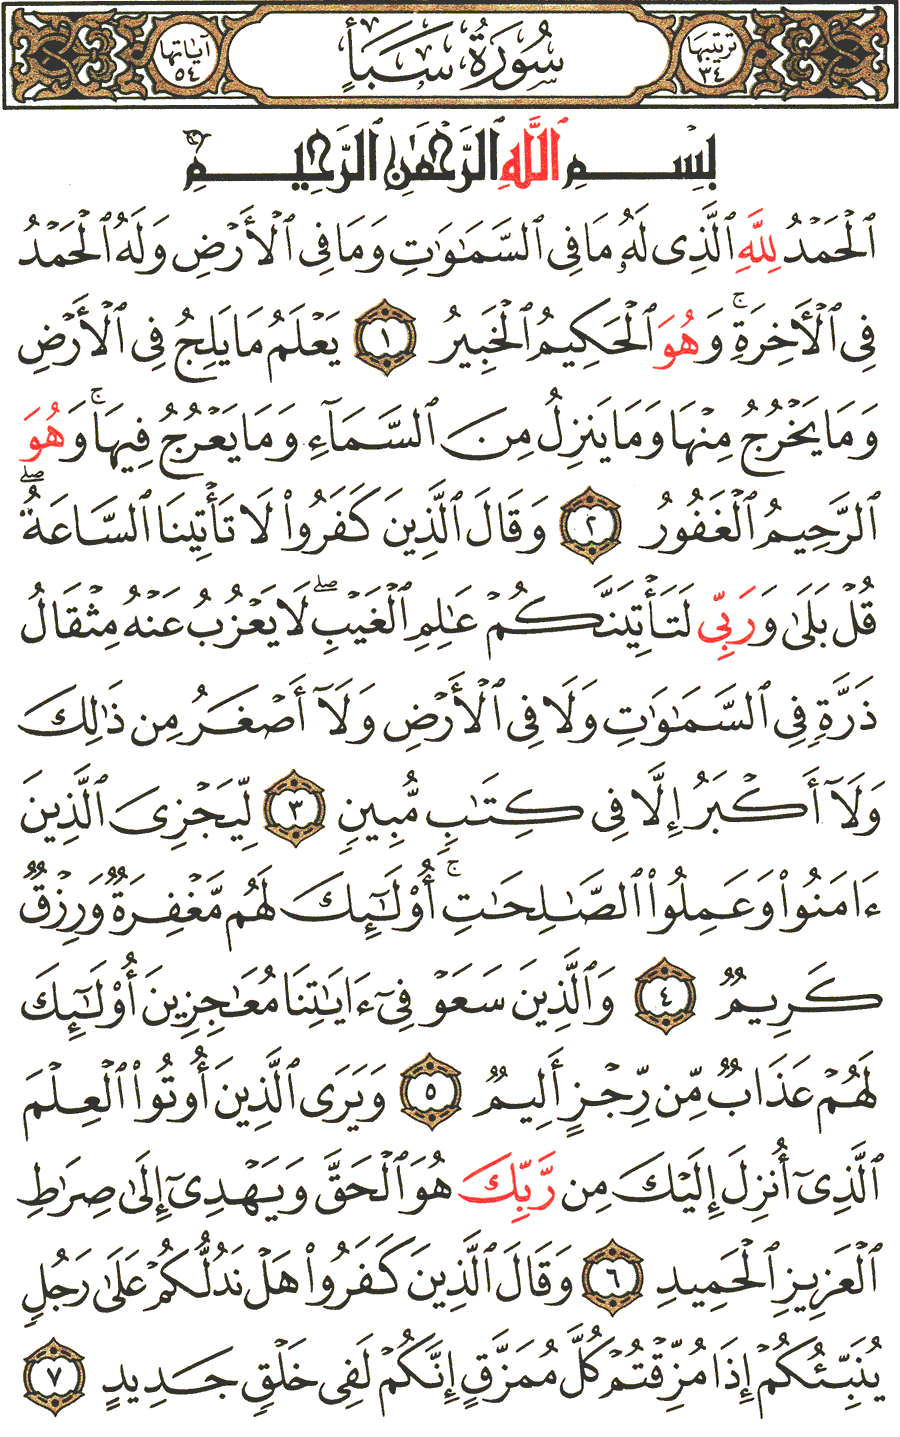 ترتيبها ٣٤
سُورَةُ سَبَإٍ
آياتها ٥٤
بِسْمِ ٱللَّهِ ٱلرَّحْمَٰنِ ٱلرَّحِيمِ
ٱلْحَمْدُ لِلَّهِ ٱلَّذِى لَهُۥ مَا فِى ٱلسَّمَٰوَٰتِ وَمَا فِى ٱلْأَرْضِ وَلَهُ ٱلْحَمْدُ
فِى ٱلْأَخِرَةِۚ وَهُوَ ٱلْحَكِيمُ ٱلْخَبِيرُ ١ يَعْلَمُ مَا يَلِجُ فِى ٱلْأَرْضِ
وَمَا يَخْرُجُ مِنْهَا وَمَا يَنزِلُ مِنَ ٱلسَّمَآءِ وَمَا يَعْرُجُ فِيهَاۚ وَهُوَ
ٱلرَّحِيمُ ٱلْغَفُورُ ٢ وَقَالَ ٱلَّذِينَ كَفَرُوا۟ لَا تَأْتِينَا ٱلسَّاعَةُۖ
قُلْ بَلَىٰ وَرَبِّى لَتَأْتِيَنَّكُمْ عَٰلِمِ ٱلْغَيْبِۖ لَا يَعْزُبُ عَنْهُ مِثْقَالُ
ذَرَّةٍ فِى ٱلسَّمَٰوَٰتِ وَلَا فِى ٱلْأَرْضِ وَلَآ أَصْغَرُ مِن ذَٰلِكَ
وَلَآ أَكْبَرُ إِلَّا فِى كِتَٰبٍ مُّبِينٍ ٣ لِّيَجْزِىَ ٱلَّذِينَ
ءَامَنُوا۟ وَعَمِلُوا۟ ٱلصَّٰلِحَٰتِۚ أُو۟لَٰٓئِكَ لَهُم مَّغْفِرَةٌ وَرِزْقٌ
كَرِيمٌ ٤ وَٱلَّذِينَ سَعَوْ فِىٓ ءَايَٰتِنَا مُعَٰجِزِينَ أُو۟لَٰٓئِكَ
لَهُمْ عَذَابٌ مِّن رِّجْزٍ أَلِيمٌ ٥ وَيَرَى ٱلَّذِينَ أُوتُوا۟ ٱلْعِلْمَ
ٱلَّذِىٓ أُنزِلَ إِلَيْكَ مِن رَّبِّكَ هُوَ ٱلْحَقَّ وَيَهْدِىٓ إِلَىٰ صِرَٰطِ
ٱلْعَزِيزِ ٱلْحَمِيدِ ٦ وَقَالَ ٱلَّذِينَ كَفَرُوا۟ هَلْ نَدُلُّكُمْ عَلَىٰ رَجُلٍ
يُنَبِّئُكُمْ إِذَا مُزِّقْتُمْ كُلَّ مُمَزَّقٍ إِنَّكُمْ لَفِى خَلْقٍ جَدِيدٍ ٧